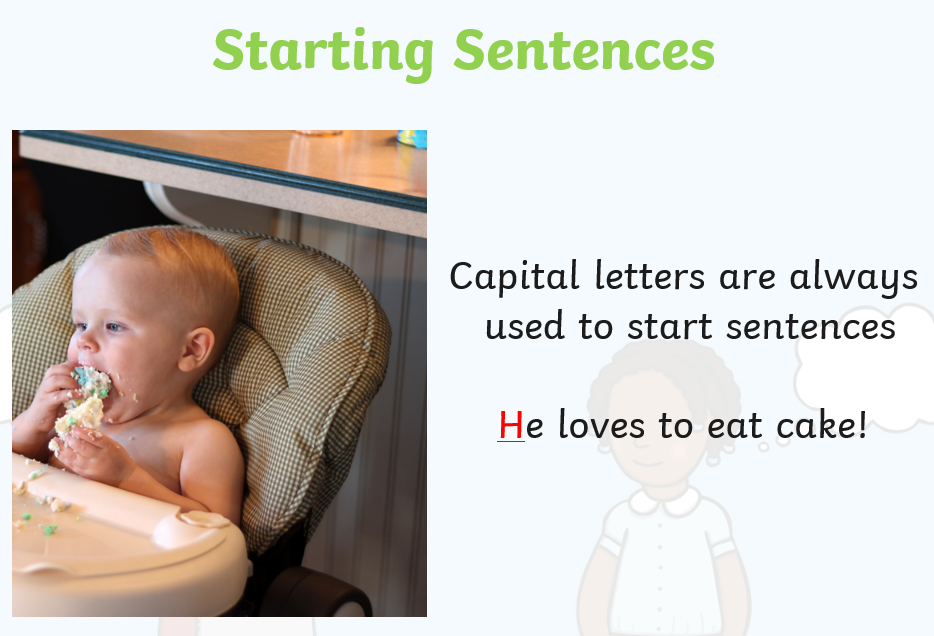 Starting Sentences
Capital letters are always
used to start sentences
He loves to eat cake!